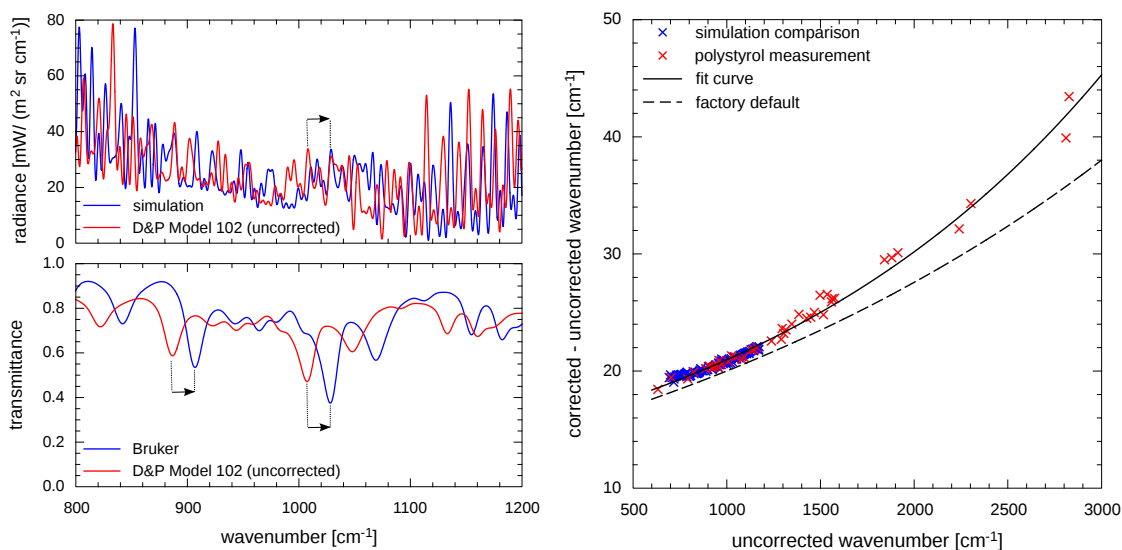 radiance [mW/ (m² sr cm⁻¹)]
80
60
40
20
0
simulation
D&P Model 102 (uncorrected)
transmittance
1.0
0.8
0.6
0.4
0.2
0.0
Bruker
D&P Model 102 (uncorrected)
800 900 1000 1100 1200
wavenumber [cm⁻¹]
corrected - uncorrected wavenumber [cm⁻¹]
50
40
30
20
10
simulation comparison
polystyrol measurement
fit curve
factory default
500 1000 1500 2000 2500 3000
uncorrected wavenumber [cm⁻¹]